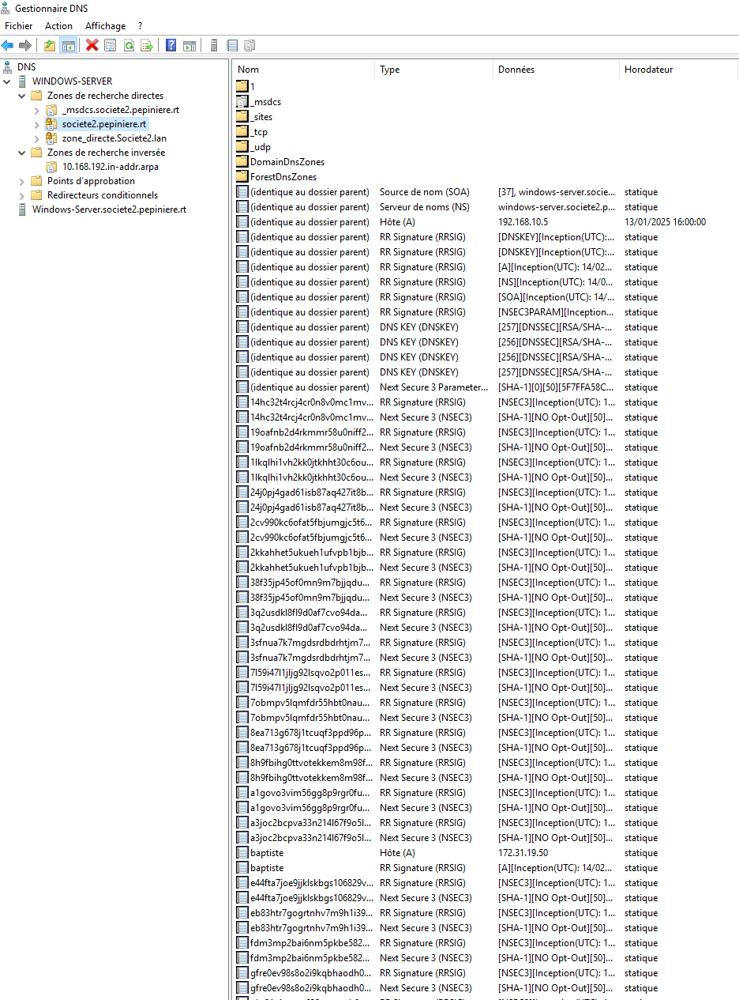 Gestionnaire DNS
Fichier Action Affichage ?
DNS
WINDOWS-SERVER
Zones de recherche directes
_msdcs.societe2.pepiniere.rt
societe2.pepiniere.rt
zone_directe.Societe2.lan
Zones de recherche inversée
10.168.192.in-addr.arpa
Points d'approbation
Redirecteurs conditionnels
Windows-Server.societe2.pepiniere.rt
Nom Type Données Horodateur
1
_msdcs
_sites
_tcp
_udp
DomainDnsZones
ForestDnsZones
(identique au dossier parent) Source de nom (SOA) [37], windows-server.socie... statique
(identique au dossier parent) Serveur de noms (NS) windows-server.societe2.p... statique
(identique au dossier parent) Hôte (A) 192.168.10.5 13/01/2025 16:00:00
(identique au dossier parent) RR Signature (RRSIG) [DNSKEY][Inception(UTC):... statique
(identique au dossier parent) RR Signature (RRSIG) [DNSKEY][Inception(UTC):... statique
(identique au dossier parent) RR Signature (RRSIG) [A][Inception(UTC): 14/02... statique
(identique au dossier parent) RR Signature (RRSIG) [NS][Inception(UTC): 14/0... statique
(identique au dossier parent) RR Signature (RRSIG) [SOA][Inception(UTC): 14/... statique
(identique au dossier parent) RR Signature (RRSIG) [NSEC3PARAM][Inception... statique
(identique au dossier parent) DNS KEY (DNSKEY) [257][DNSSEC][RSA/SHA-... statique
(identique au dossier parent) DNS KEY (DNSKEY) [256][DNSSEC][RSA/SHA-... statique
(identique au dossier parent) DNS KEY (DNSKEY) [256][DNSSEC][RSA/SHA-... statique
(identique au dossier parent) DNS KEY (DNSKEY) [257][DNSSEC][RSA/SHA-... statique
(identique au dossier parent) Next Secure 3 Parameter... [SHA-1][0][50][5F7FFA58C... statique
14hc32t4rcj4cr0n8v0mc1mv... RR Signature (RRSIG) [NSEC3][Inception(UTC): 1... statique
14hc32t4rcj4cr0n8v0mc1mv... Next Secure 3 (NSEC3) [SHA-1][NO Opt-Out][50]... statique
19oafnb2d4rkmmr58u0niff2... RR Signature (RRSIG) [NSEC3][Inception(UTC): 1... statique
19oafnb2d4rkmmr58u0niff2... Next Secure 3 (NSEC3) [SHA-1][NO Opt-Out][50]... statique
1lkqlhi1vh2kk0jtkhht30c6ou... RR Signature (RRSIG) [NSEC3][Inception(UTC): 1... statique
1lkqlhi1vh2kk0jtkhht30c6ou... Next Secure 3 (NSEC3) [SHA-1][NO Opt-Out][50]... statique
24j0pj4gad61isb87aq427it8b... RR Signature (RRSIG) [NSEC3][Inception(UTC): 1... statique
24j0pj4gad61isb87aq427it8b... Next Secure 3 (NSEC3) [SHA-1][NO Opt-Out][50]... statique
2cv990kc6ofat5fbjumgjc5t6... RR Signature (RRSIG) [NSEC3][Inception(UTC): 1... statique
2cv990kc6ofat5fbjumgjc5t6... Next Secure 3 (NSEC3) [SHA-1][NO Opt-Out][50]... statique
2kkahhet5ukueh1ufvpb1bjb... RR Signature (RRSIG) [NSEC3][Inception(UTC): 1... statique
2kkahhet5ukueh1ufvpb1bjb... Next Secure 3 (NSEC3) [SHA-1][NO Opt-Out][50]... statique
38f35jp45of0mn9m7bjjqdu... RR Signature (RRSIG) [NSEC3][Inception(UTC): 1... statique
38f35jp45of0mn9m7bjjqdu... Next Secure 3 (NSEC3) [SHA-1][NO Opt-Out][50]... statique
3q2usdkl8fl9d0af7cvo94da... RR Signature (RRSIG) [NSEC3][Inception(UTC): 1... statique
3q2usdkl8fl9d0af7cvo94da... Next Secure 3 (NSEC3) [SHA-1][NO Opt-Out][50]... statique
3sfnua7k7mgdsrdbdrhtjm7... RR Signature (RRSIG) [NSEC3][Inception(UTC): 1... statique
3sfnua7k7mgdsrdbdrhtjm7... Next Secure 3 (NSEC3) [SHA-1][NO Opt-Out][50]... statique
7l59i47l1jljg92lsqvo2p011es... RR Signature (RRSIG) [NSEC3][Inception(UTC): 1... statique
7l59i47l1jljg92lsqvo2p011es... Next Secure 3 (NSEC3) [SHA-1][NO Opt-Out][50]... statique
7obmpv5lqmfdr55hbt0nau... RR Signature (RRSIG) [NSEC3][Inception(UTC): 1... statique
7obmpv5lqmfdr55hbt0nau... Next Secure 3 (NSEC3) [SHA-1][NO Opt-Out][50]... statique
8ea713g678j1tcuqf3ppd96p... RR Signature (RRSIG) [NSEC3][Inception(UTC): 1... statique
8ea713g678j1tcuqf3ppd96p... Next Secure 3 (NSEC3) [SHA-1][NO Opt-Out][50]... statique
8h9fbihg0ttvotekkem8m98f... RR Signature (RRSIG) [NSEC3][Inception(UTC): 1... statique
8h9fbihg0ttvotekkem8m98f... Next Secure 3 (NSEC3) [SHA-1][NO Opt-Out][50]... statique
a1govo3vim56gg8p9rgr0fu... RR Signature (RRSIG) [NSEC3][Inception(UTC): 1... statique
a1govo3vim56gg8p9rgr0fu... Next Secure 3 (NSEC3) [SHA-1][NO Opt-Out][50]... statique
a3joc2bcpva33n214l67f9o5l... RR Signature (RRSIG) [NSEC3][Inception(UTC): 1... statique
a3joc2bcpva33n214l67f9o5l... Next Secure 3 (NSEC3) [SHA-1][NO Opt-Out][50]... statique
baptiste Hôte (A) 172.31.19.50 statique
baptiste RR Signature (RRSIG) [A][Inception(UTC): 14/02... statique
e44fta7joe9jjklskbgs106829v... RR Signature (RRSIG) [NSEC3][Inception(UTC): 1... statique
e44fta7joe9jjklskbgs106829v... Next Secure 3 (NSEC3) [SHA-1][NO Opt-Out][50]... statique
eb83htr7gogrtnhv7m9h1i39... RR Signature (RRSIG) [NSEC3][Inception(UTC): 1... statique
eb83htr7gogrtnhv7m9h1i39... Next Secure 3 (NSEC3) [SHA-1][NO Opt-Out][50]... statique
fdm3mp2bai6nm5pkbe582... RR Signature (RRSIG) [NSEC3][Inception(UTC): 1... statique
fdm3mp2bai6nm5pkbe582... Next Secure 3 (NSEC3) [SHA-1][NO Opt-Out][50]... statique
gfre0ev98s8o2i9kqbhaodh0... RR Signature (RRSIG) [NSEC3][Inception(UTC): 1... statique
gfre0ev98s8o2i9kqbhaodh0... Next Secure 3 (NSEC3) [SHA-1][NO Opt-Out][50]... statique